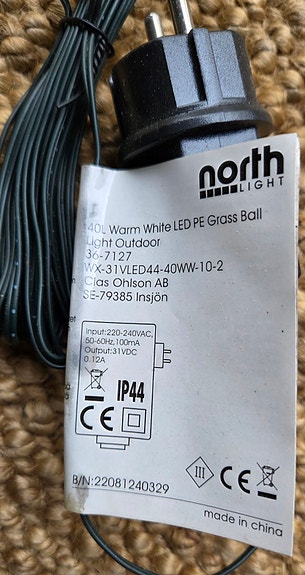 north
LIGHT
40L Warm White LED PE Grass Ball
Light Outdoor
36-7127
WX-31VLED44-40WW-10-2
Clas Ohlson AB
SE-79385 Insjön
Input:220-240VAC,
50-60Hz,100mA
Output:31VDC
0.12A
IP44
CE
III
CE
B/N:22081240329
made in china